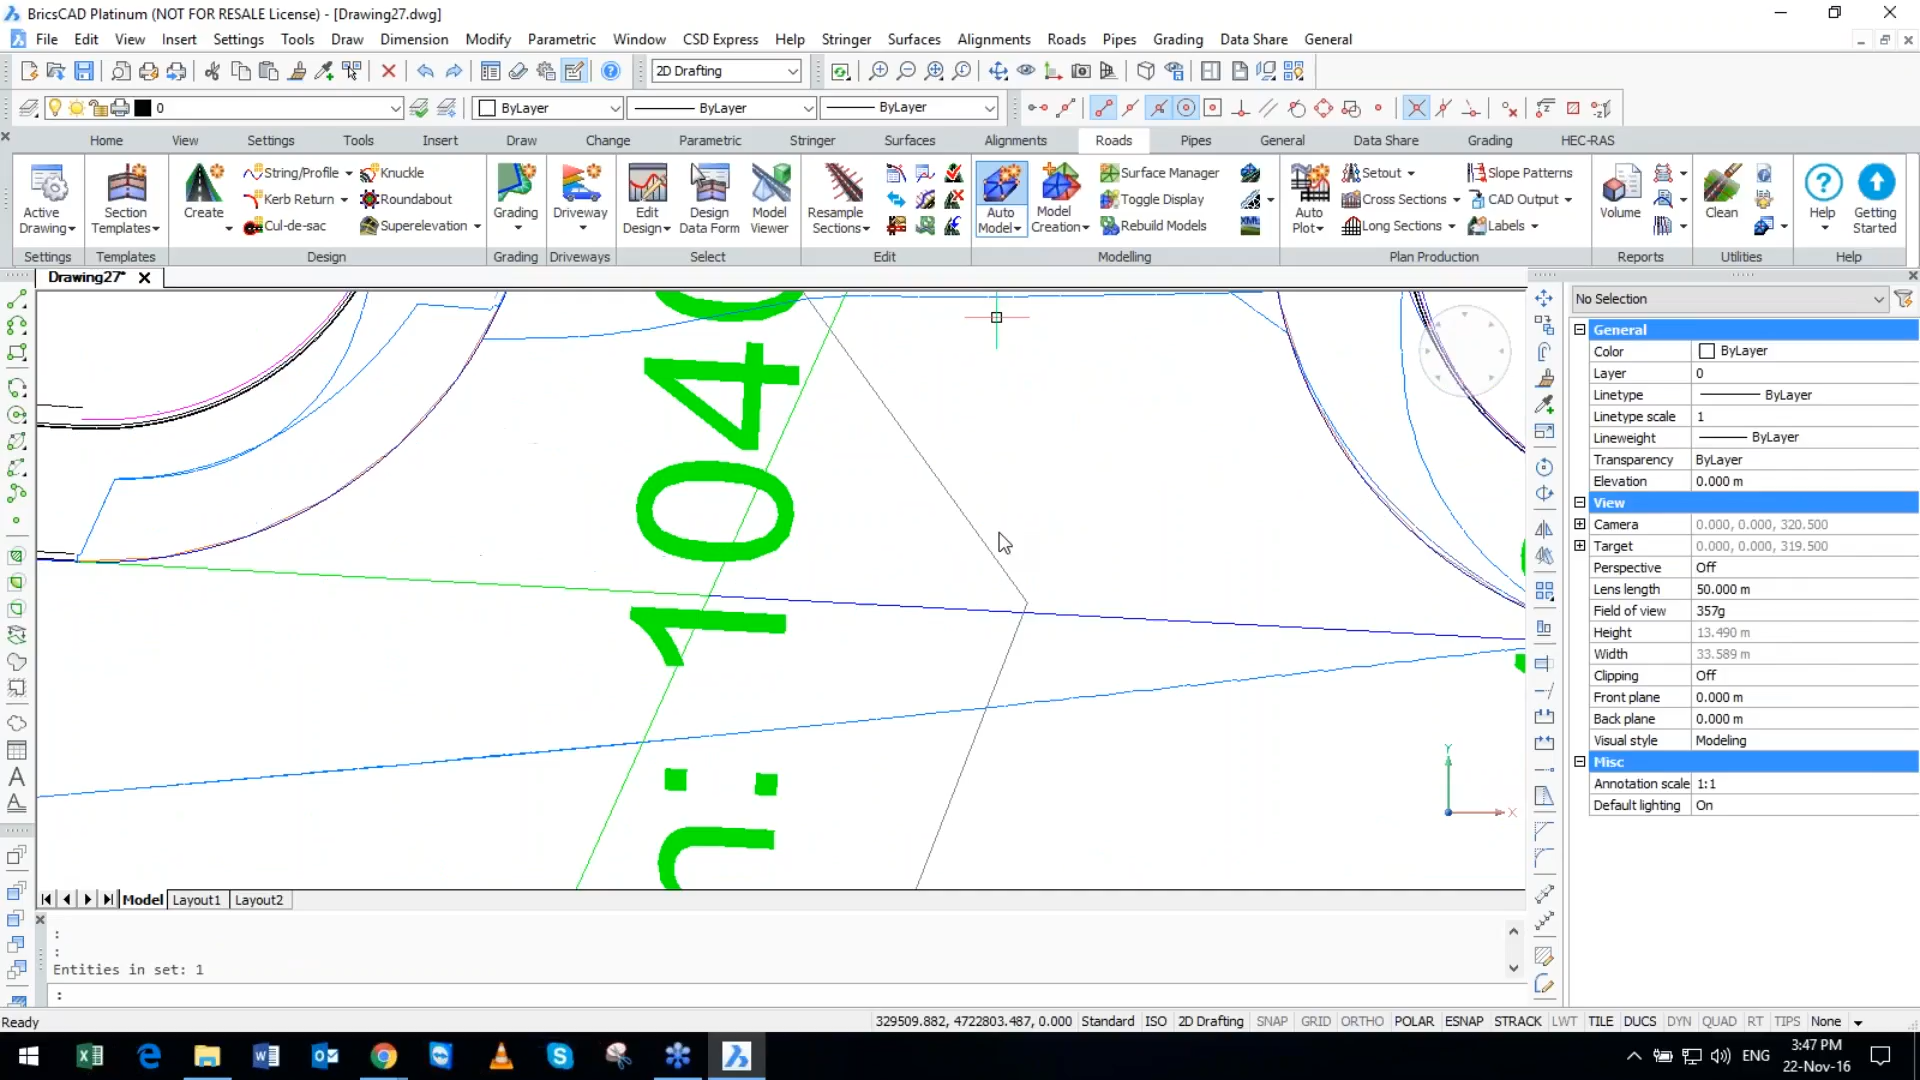 BricsCAD Platinum (NOT FOR RESALE License) - [Drawing27.dwg]
File Edit View Insert Settings Tools Draw Dimension Modify Parametric Window CSD Express Help Stringer Surfaces Alignments Roads Pipes Grading Data Share General
2D Drafting
0 ByLayer ByLayer ByLayer
Home View Settings Tools Insert Draw Change Parametric Stringer Surfaces Alignments Roads Pipes General Data Share Grading HEC-RAS
String/Profile Knuckle Surface Manager Setout Slope Patterns
Kerb Return Roundabout Toggle Display Cross Sections CAD Output
Cul-de-sac Superelevation Rebuild Models Long Sections Labels
Active Drawing
Section Templates
Create
Grading
Driveway
Edit Design
Design Data Form
Model Viewer
Resample Sections
Auto Model
Model Creation
Auto Plot
Volume
Clean
Help
Getting Started
XML
Settings Templates Design Grading Driveways Select Edit Modelling Plan Production Reports Utilities Help
Drawing27*
No Selection
General
Color ByLayer
Layer 0
Linetype ByLayer
Linetype scale 1
Lineweight ByLayer
Transparency ByLayer
Elevation 0.000 m
View
Camera 0.000, 0.000, 320.500
Target 0.000, 0.000, 319.500
Perspective Off
Lens length 50.000 m
Field of view 357g
Height 13.490 m
Width 33.589 m
Clipping Off
Front plane 0.000 m
Back plane 0.000 m
Visual style Modeling
Misc
Annotation scale 1:1
Default lighting On
n: 1040
Y
X
Model Layout1 Layout2
:
:
Entities in set: 1
:
Ready 329509.882, 4722803.487, 0.000 Standard ISO 2D Drafting SNAP GRID ORTHO POLAR ESNAP STRACK LWT TILE DUCS DYN QUAD RT TIPS None
ENG
3:47 PM
22-Nov-16